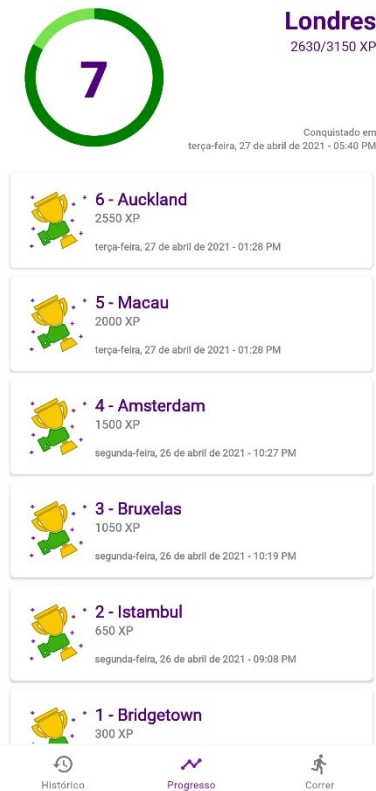 7
Londres
2630/3150 XP
Conquistado em
terça-feira, 27 de abril de 2021 - 05:40 PM
6 - Auckland
2550 XP
terça-feira, 27 de abril de 2021 - 01:28 PM
5 - Macau
2000 XP
terça-feira, 27 de abril de 2021 - 01:28 PM
4 - Amsterdam
1500 XP
segunda-feira, 26 de abril de 2021 - 10:27 PM
3 - Bruxelas
1050 XP
segunda-feira, 26 de abril de 2021 - 10:19 PM
2 - Istambul
650 XP
segunda-feira, 26 de abril de 2021 - 09:08 PM
1 - Bridgetown
300 XP
Histórico
Progresso
Correr